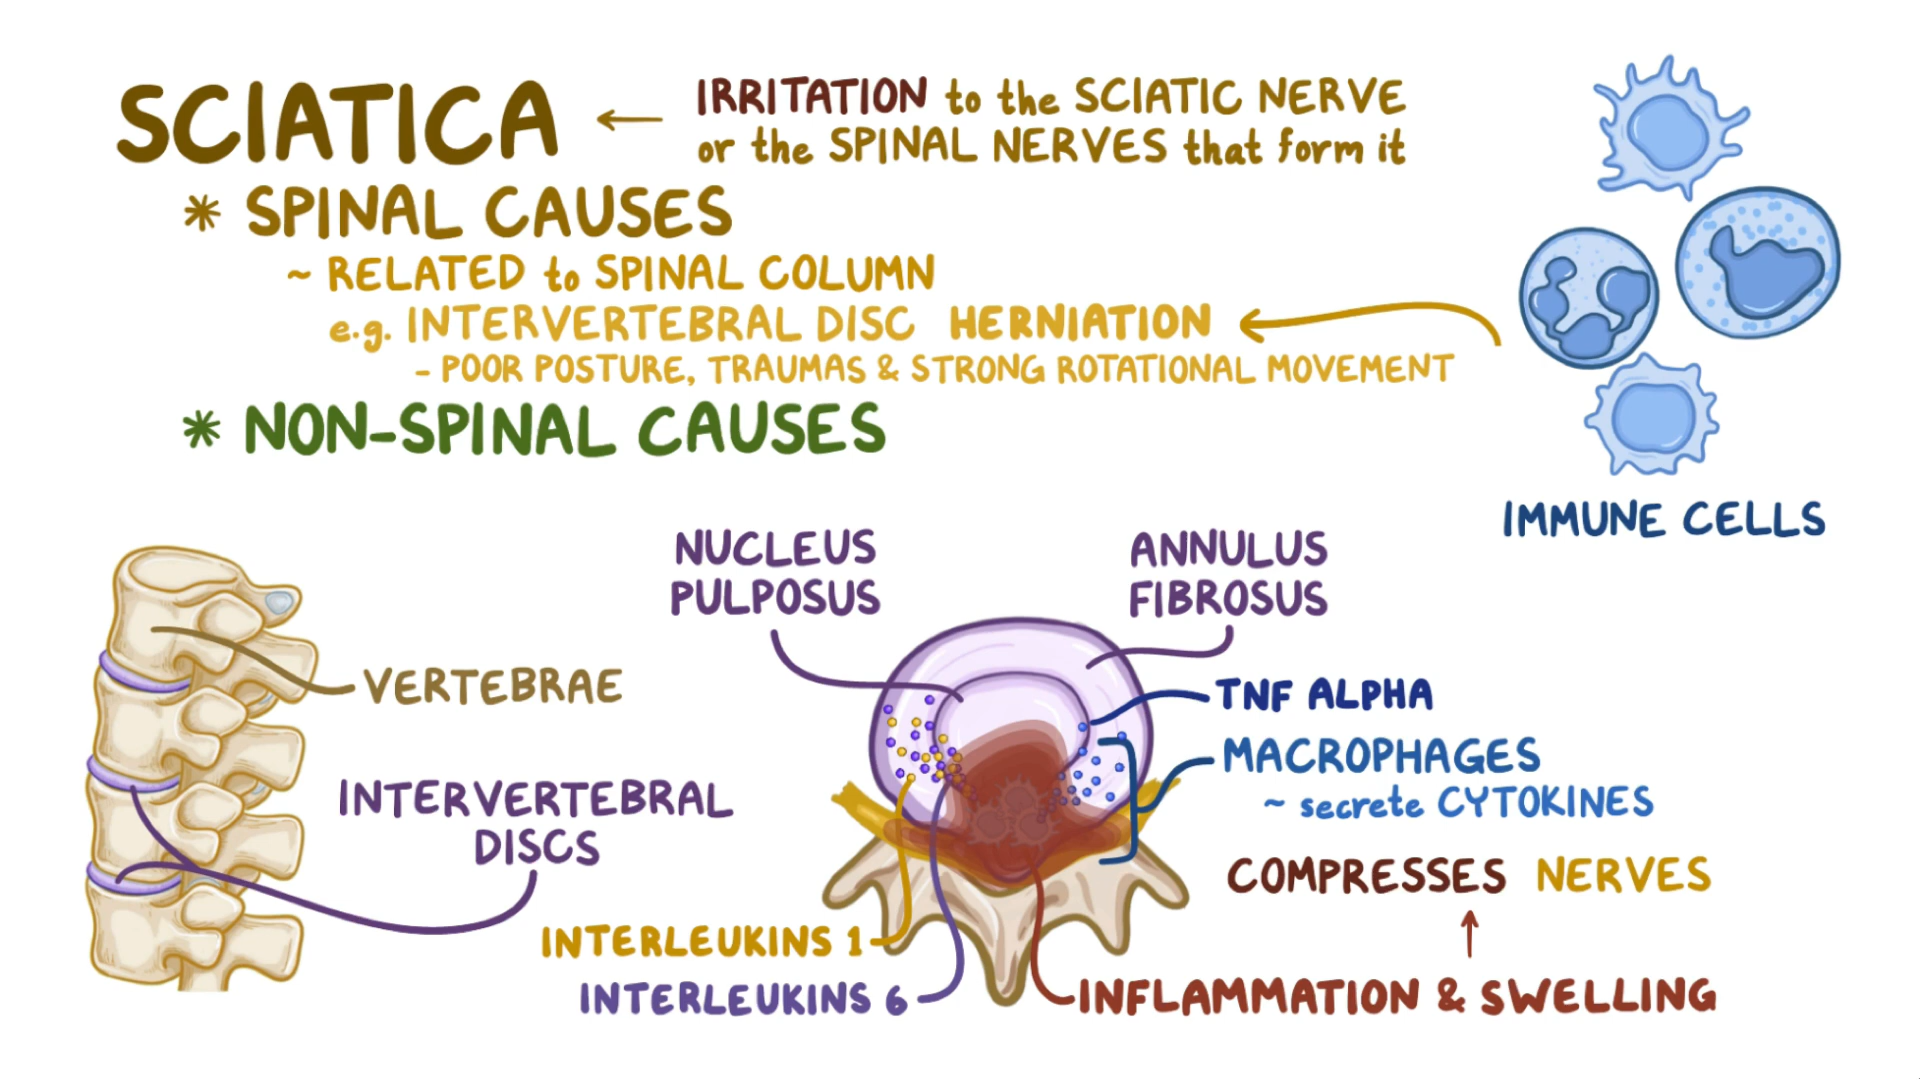 SCIATICA ← IRRITATION to the SCIATIC NERVE
or the SPINAL NERVES that form it
* SPINAL CAUSES
~ RELATED to SPINAL COLUMN
e.g. INTERVERTEBRAL DISC HERNIATION
- POOR POSTURE, TRAUMAS & STRONG ROTATIONAL MOVEMENT
* NON-SPINAL CAUSES
IMMUNE CELLS
VERTEBRAE
INTERVERTEBRAL
DISCS
NUCLEUS
PULPOSUS
ANNULUS
FIBROSUS
TNF ALPHA
MACROPHAGES
~ secrete CYTOKINES
COMPRESSES NERVES
↑
INTERLEUKINS 1
INTERLEUKINS 6
INFLAMMATION & SWELLING